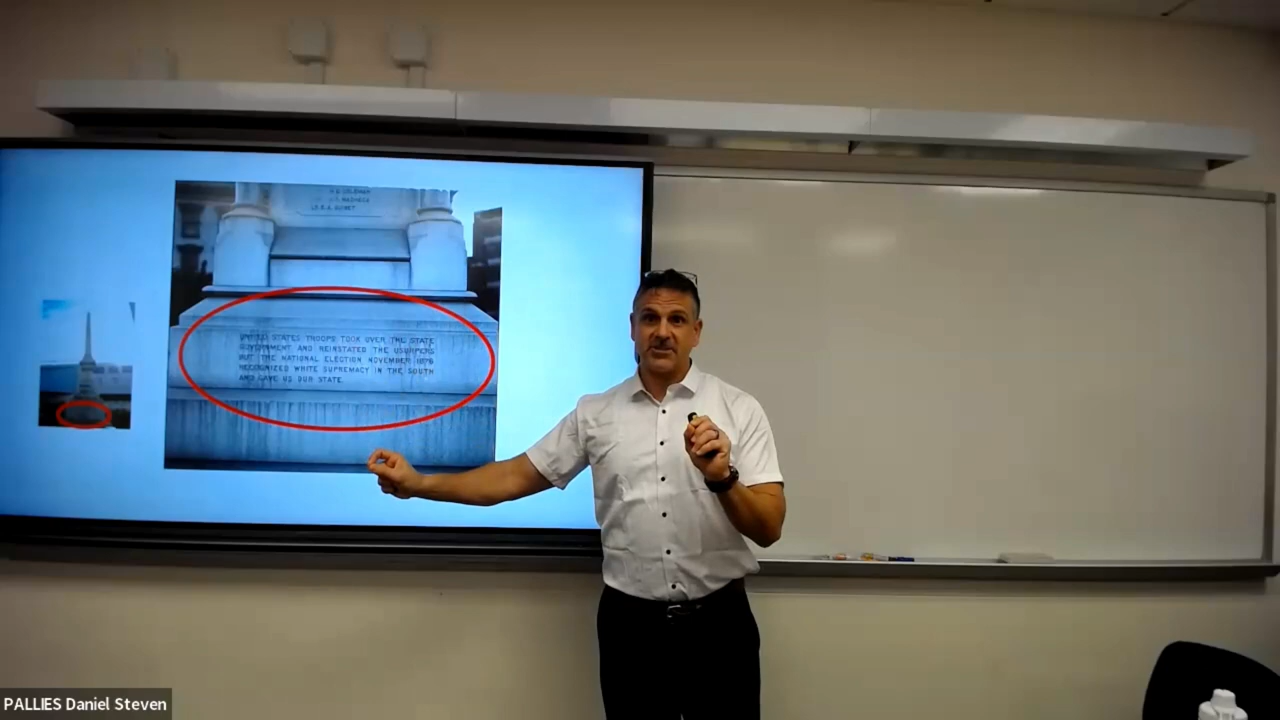 UNITED STATES TROOPS TOOK OVER THE STATE
GOVERNMENT AND REINSTATED THE USURPERS
BUT THE NATIONAL ELECTION NOVEMBER 1876
RECOGNIZED WHITE SUPREMACY IN THE SOUTH
AND GAVE US OUR STATE.
PALLIES Daniel Steven